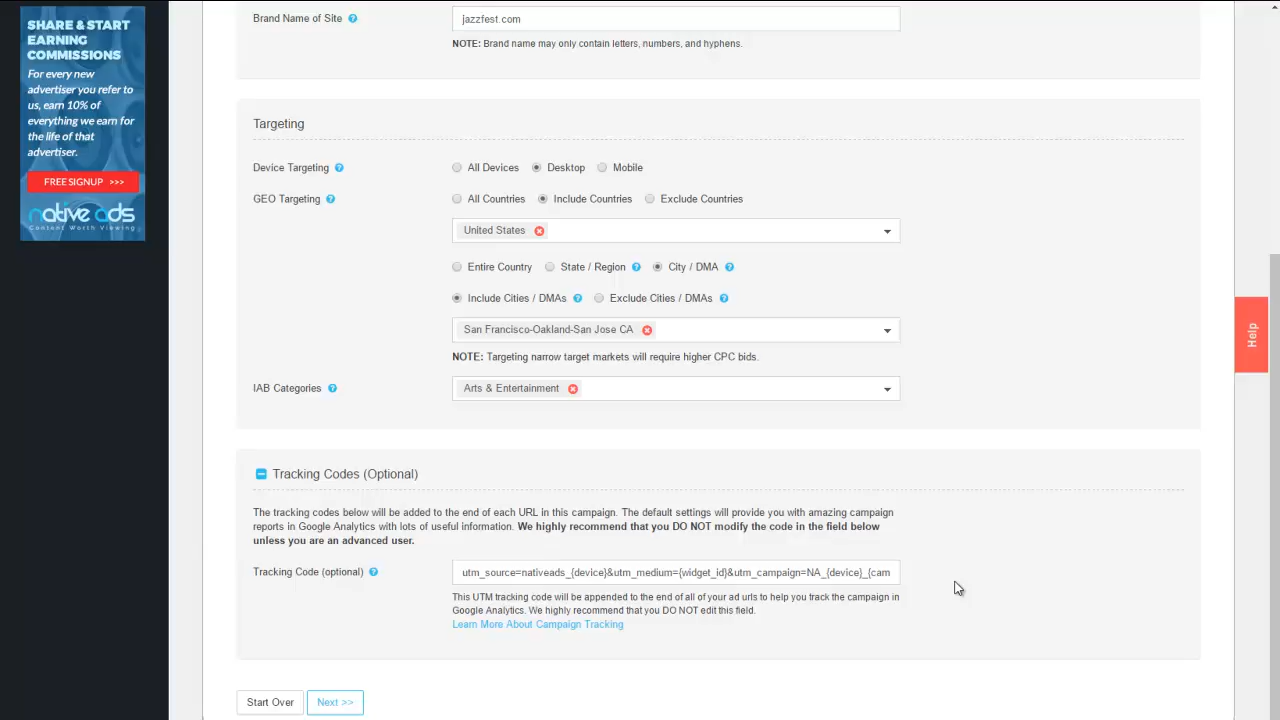 SHARE & START
EARNING
COMMISSIONS
For every new
advertiser you refer to
us, earn 10% of
everything we earn for
the life of that
advertiser.
FREE SIGNUP >>>
native ads
Content Worth Viewing
Brand Name of Site ?
jazzfest.com
NOTE: Brand name may only contain letters, numbers, and hyphens.
Targeting
Device Targeting ? All Devices Desktop Mobile
GEO Targeting ? All Countries Include Countries Exclude Countries
United States
Entire Country State / Region ? City / DMA ?
Include Cities / DMAs ? Exclude Cities / DMAs ?
San Francisco-Oakland-San Jose CA
NOTE: Targeting narrow target markets will require higher CPC bids.
IAB Categories ? Arts & Entertainment
Tracking Codes (Optional)
The tracking codes below will be added to the end of each URL in this campaign. The default settings will provide you with amazing campaign
reports in Google Analytics with lots of useful information. We highly recommend that you DO NOT modify the code in the field below
unless you are an advanced user.
Tracking Code (optional) ? utm_source=nativeads_{device}&utm_medium={widget_id}&utm_campaign=NA_{device}_{cam
This UTM tracking code will be appended to the end of all of your ad urls to help you track the campaign in
Google Analytics. We highly recommend that you DO NOT edit this field.
Learn More About Campaign Tracking
Start Over Next >>
Help